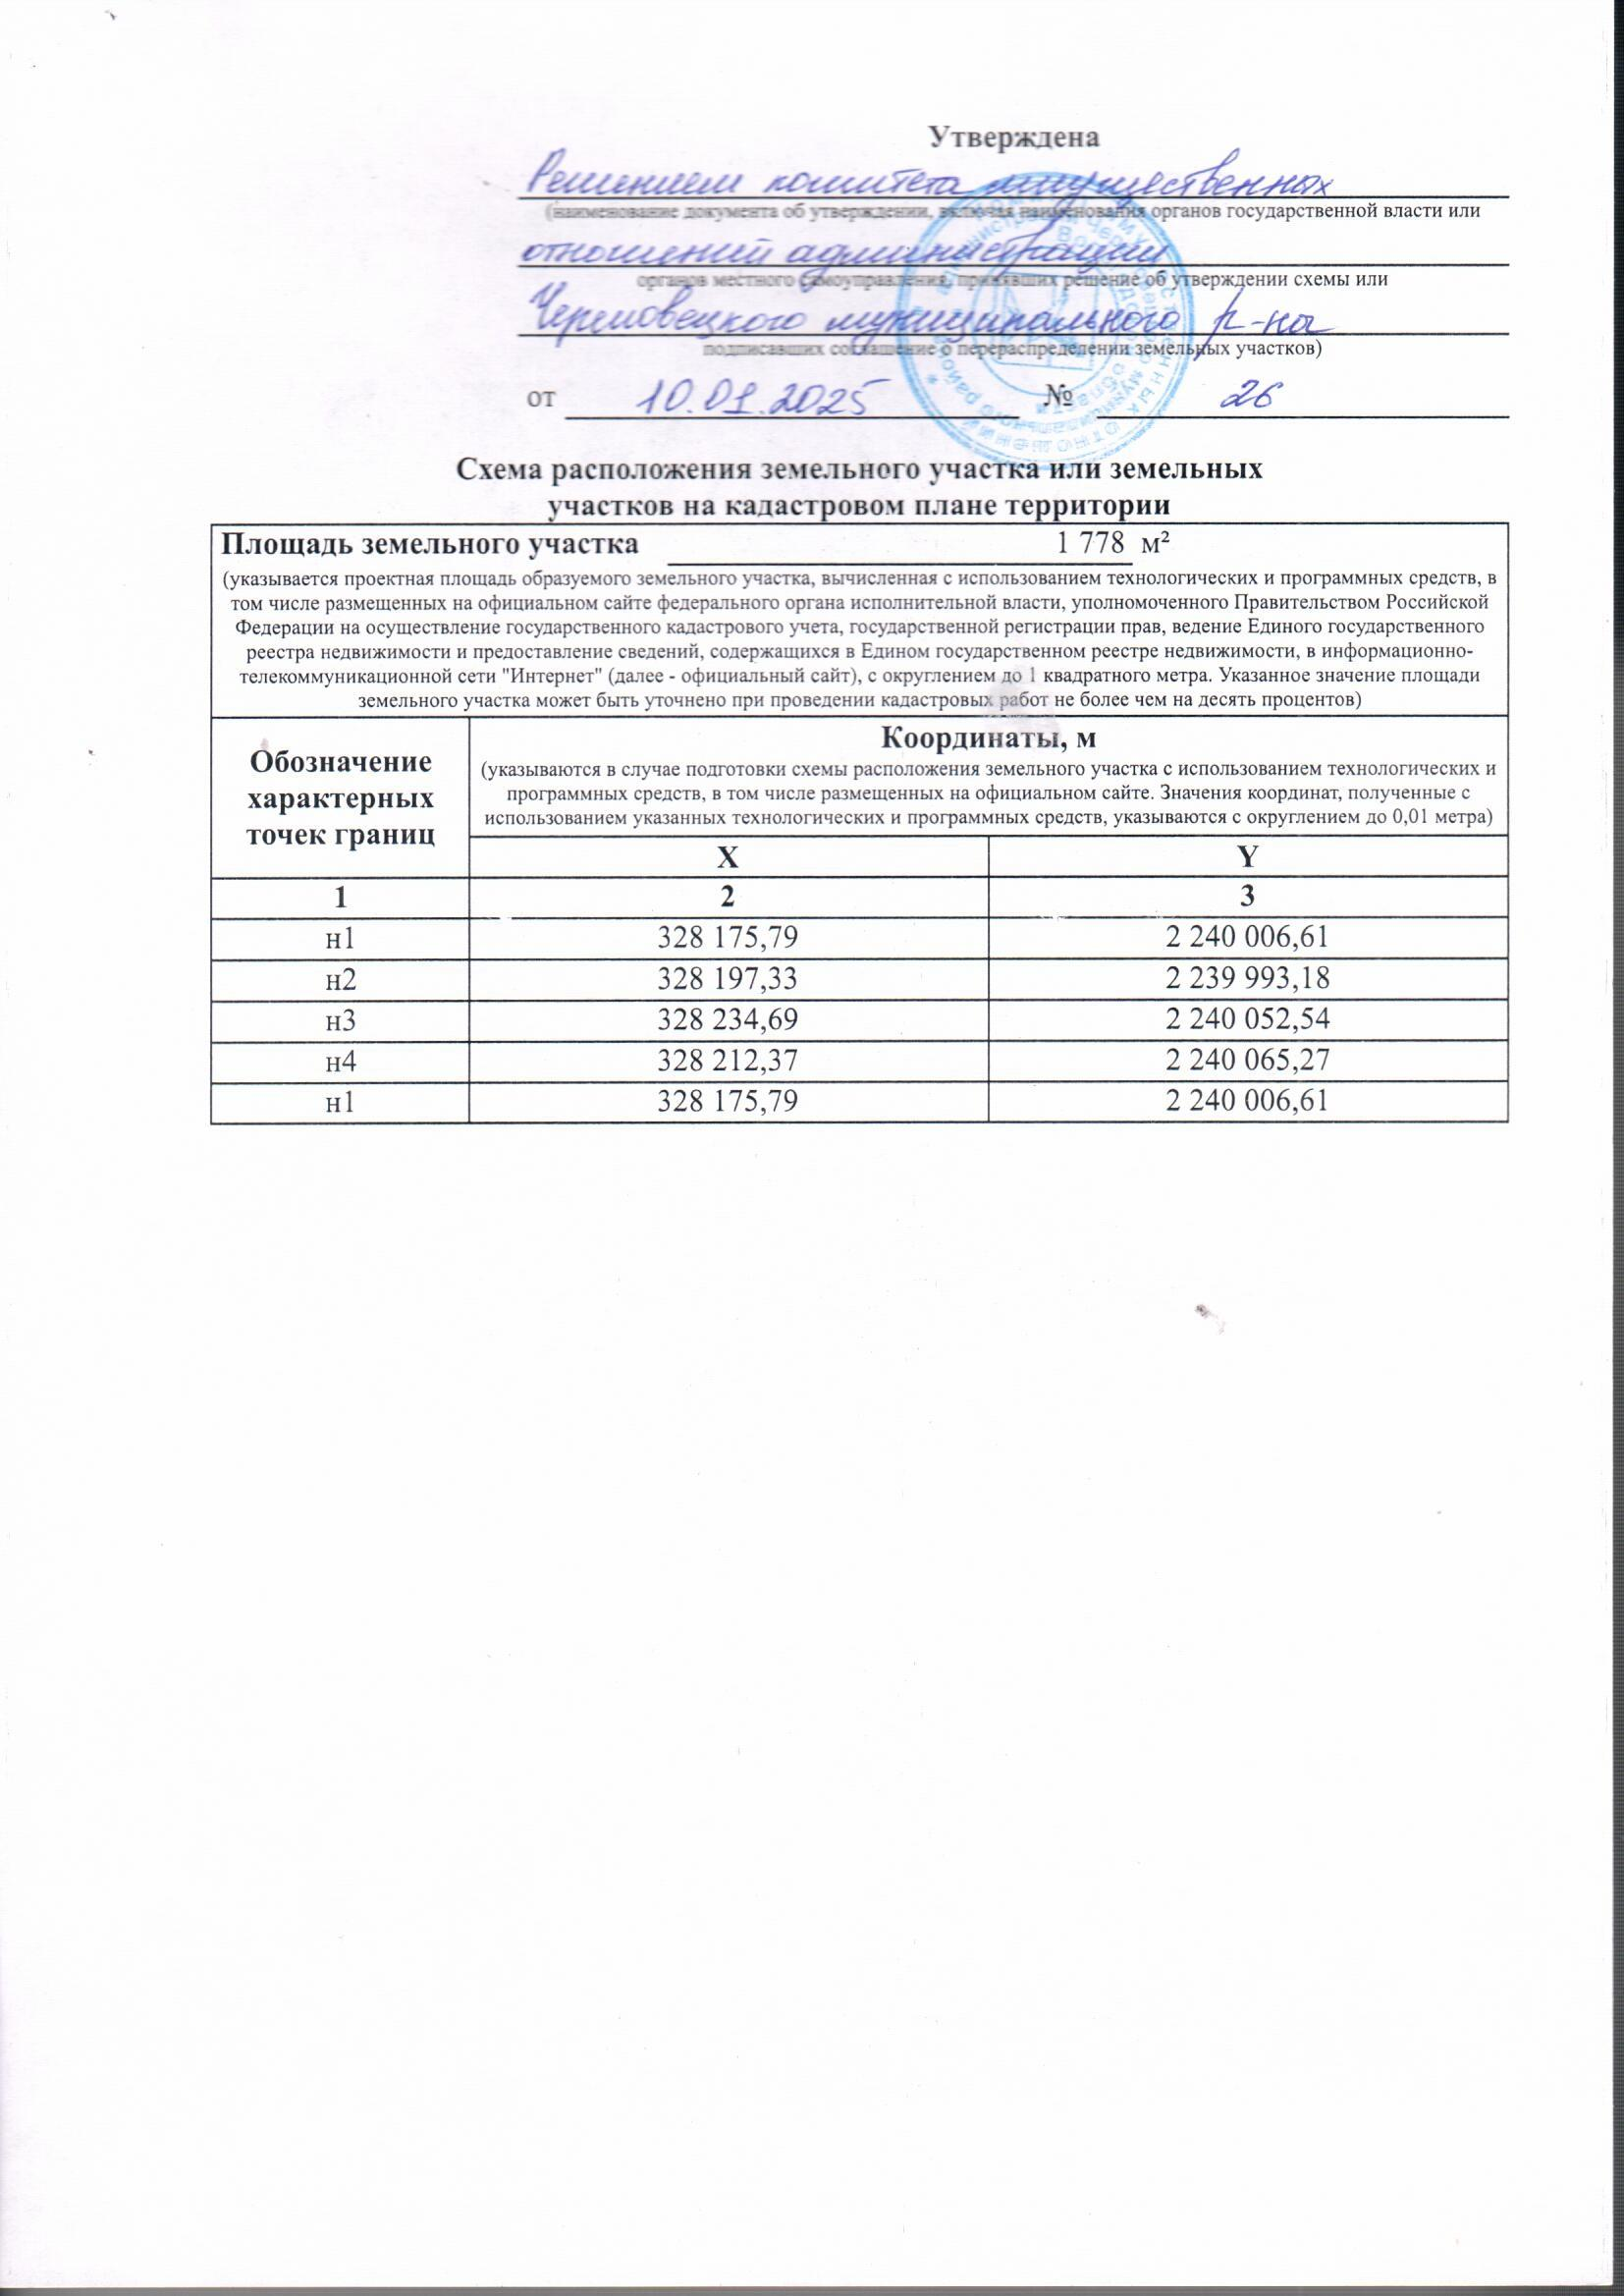 Утверждена
Решением комитета имущественных
(наименование документа об утверждении, включая наименования органов государственной власти или
отношений администрации
органов местного самоуправления, принявших решение об утверждении схемы или
Череповецкого муниципального р-на
подписавших соглашение о перераспределении земельных участков)
от 10.01.2025 № 26
Схема расположения земельного участка или земельных
участков на кадастровом плане территории
Площадь земельного участка 1 778 м²
(указывается проектная площадь образуемого земельного участка, вычисленная с использованием технологических и программных средств, в
том числе размещенных на официальном сайте федерального органа исполнительной власти, уполномоченного Правительством Российской
Федерации на осуществление государственного кадастрового учета, государственной регистрации прав, ведение Единого государственного
реестра недвижимости и предоставление сведений, содержащихся в Едином государственном реестре недвижимости, в информационно-
телекоммуникационной сети "Интернет" (далее - официальный сайт), с округлением до 1 квадратного метра. Указанное значение площади
земельного участка может быть уточнено при проведении кадастровых работ не более чем на десять процентов)
Обозначение
характерных
точек границ
Координаты, м
(указываются в случае подготовки схемы расположения земельного участка с использованием технологических и
программных средств, в том числе размещенных на официальном сайте. Значения координат, полученные с
использованием указанных технологических и программных средств, указываются с округлением до 0,01 метра)
X Y
1 2 3
н1 328 175,79 2 240 006,61
н2 328 197,33 2 239 993,18
н3 328 234,69 2 240 052,54
н4 328 212,37 2 240 065,27
н1 328 175,79 2 240 006,61